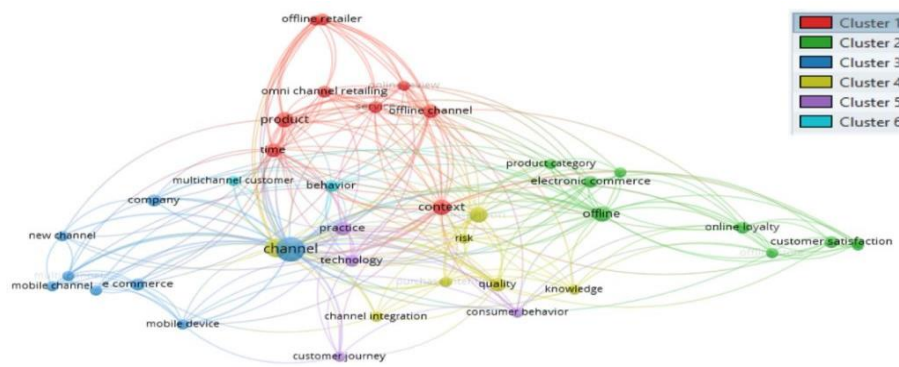 offline retailer
Cluster 1
Cluster 2
Cluster 3
Cluster 4
Cluster 5
Cluster 6
omni channel retailing
offline channel
product
time
product category
multichannel customer
behavior
electronic commerce
company
context
offline
practice
online loyalty
new channel
risk
channel
customer satisfaction
technology
mobile channel
e commerce
quality
knowledge
consumer behavior
channel integration
mobile device
customer journey